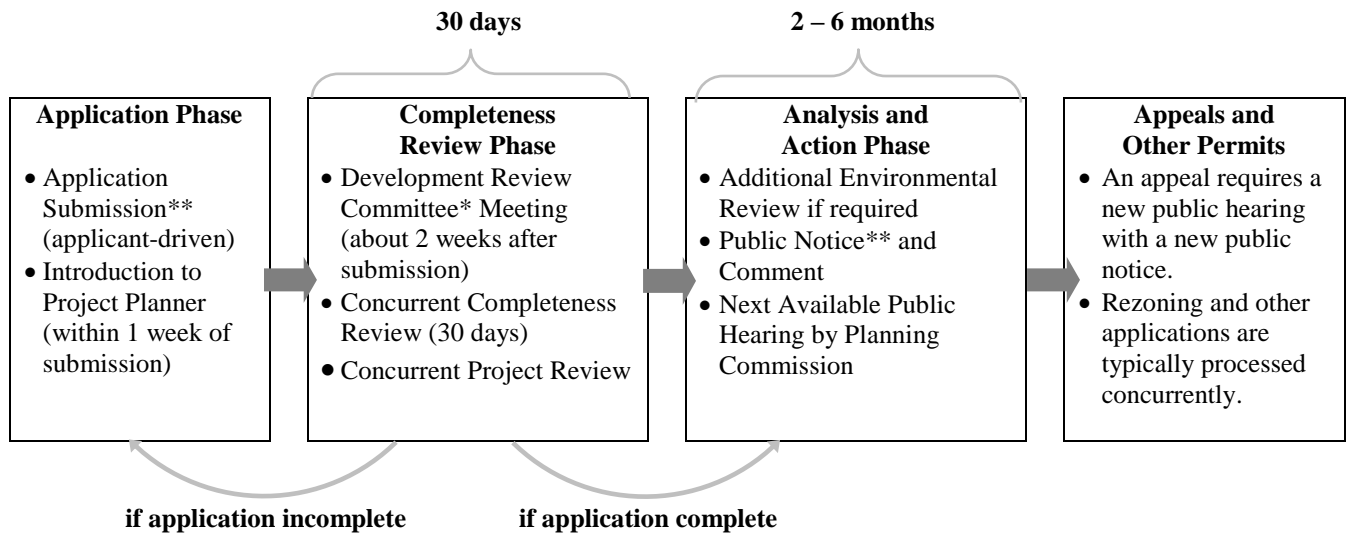 30 days
2 – 6 months
Application Phase
• Application
Submission**
(applicant-driven)
• Introduction to
Project Planner
(within 1 week of
submission)
Completeness
Review Phase
• Development Review
Committee* Meeting
(about 2 weeks after
submission)
• Concurrent Completeness
Review (30 days)
• Concurrent Project Review
Analysis and
Action Phase
• Additional Environmental
Review if required
• Public Notice** and
Comment
• Next Available Public
Hearing by Planning
Commission
Appeals and
Other Permits
• An appeal requires a
new public hearing
with a new public
notice.
• Rezoning and other
applications are
typically processed
concurrently.
if application incomplete
if application complete